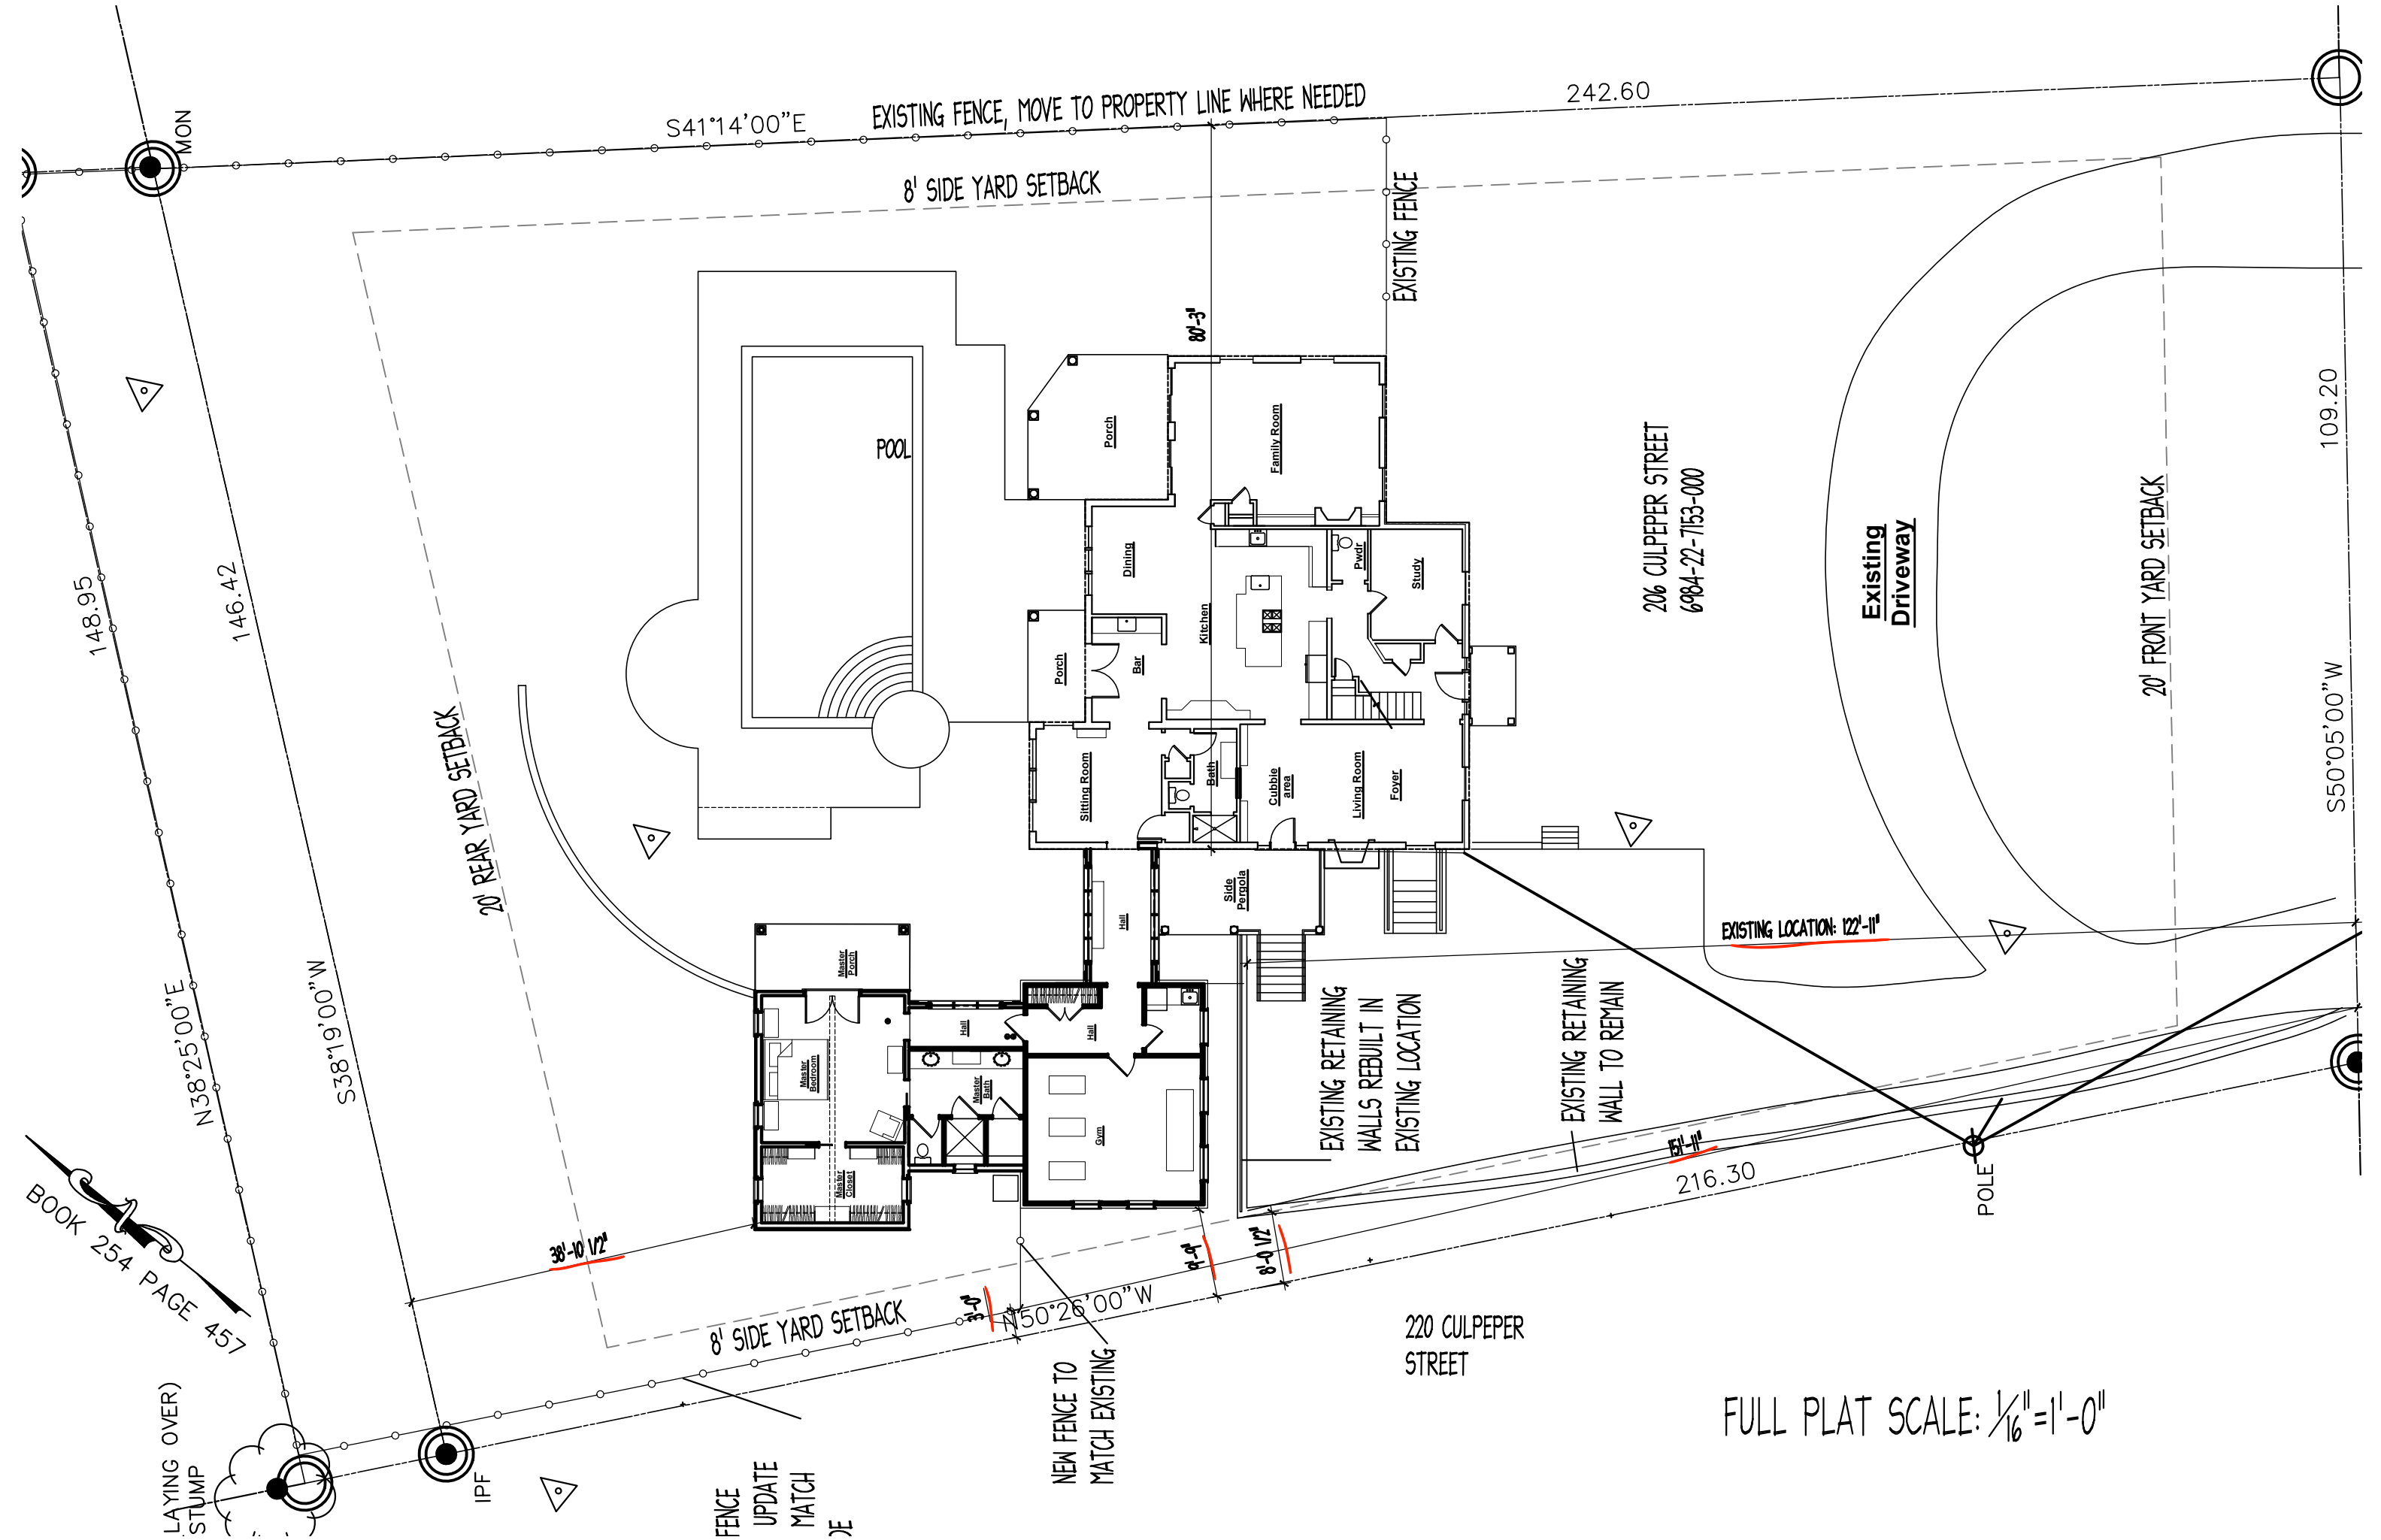 MON
S41°14'00"E
EXISTING FENCE, MOVE TO PROPERTY LINE WHERE NEEDED
242.60
8' SIDE YARD SETBACK
EXISTING FENCE
80'-3"
POOL
Porch
Family Room
148.95
146.42
Dining
Kitchen
Pwdr
Study
Porch
Bar
206 CULPEPER STREET
6984-22-7153-000
Existing
Driveway
20' FRONT YARD SETBACK
109.20
S50°05'00"W
20' REAR YARD SETBACK
Sitting Room
Bath
Cubbie
area
Living Room
Foyer
Side
Pergola
Hall
EXISTING LOCATION: 122'-11"
Master
Porch
Hall
Hall
Master
Bedroom
Master
Bath
Master
Closet
Gym
N38°25'00"E
S38°19'00"W
EXISTING RETAINING
WALLS REBUILT IN
EXISTING LOCATION
EXISTING RETAINING
WALL TO REMAIN
151'-11"
216.30
POLE
BOOK 254 PAGE 457
38'-10 1/2"
3'-0"
9'-9"
8'-0 1/2"
N50°26'00"W
8' SIDE YARD SETBACK
220 CULPEPER
STREET
NEW FENCE TO
MATCH EXISTING
FULL PLAT SCALE: 1/16"=1'-0"
LAYING OVER)
STUMP
IPF
FENCE
UPDATE
MATCH